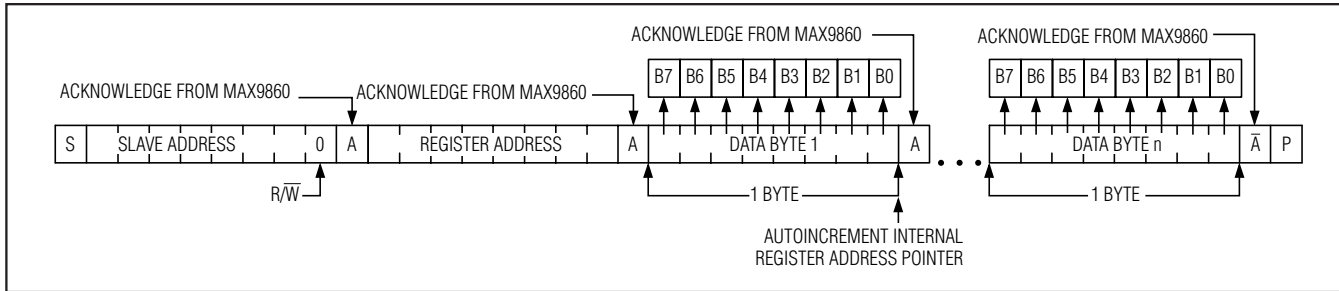 ACKNOWLEDGE FROM MAX9860
ACKNOWLEDGE FROM MAX9860
B7 B6 B5 B4 B3 B2 B1 B0
B7 B6 B5 B4 B3 B2 B1 B0
ACKNOWLEDGE FROM MAX9860
ACKNOWLEDGE FROM MAX9860
S SLAVE ADDRESS 0 A REGISTER ADDRESS A DATA BYTE 1 A • • • DATA BYTE n A̅ P
R/W̅
1 BYTE
1 BYTE
AUTOINCREMENT INTERNAL
REGISTER ADDRESS POINTER